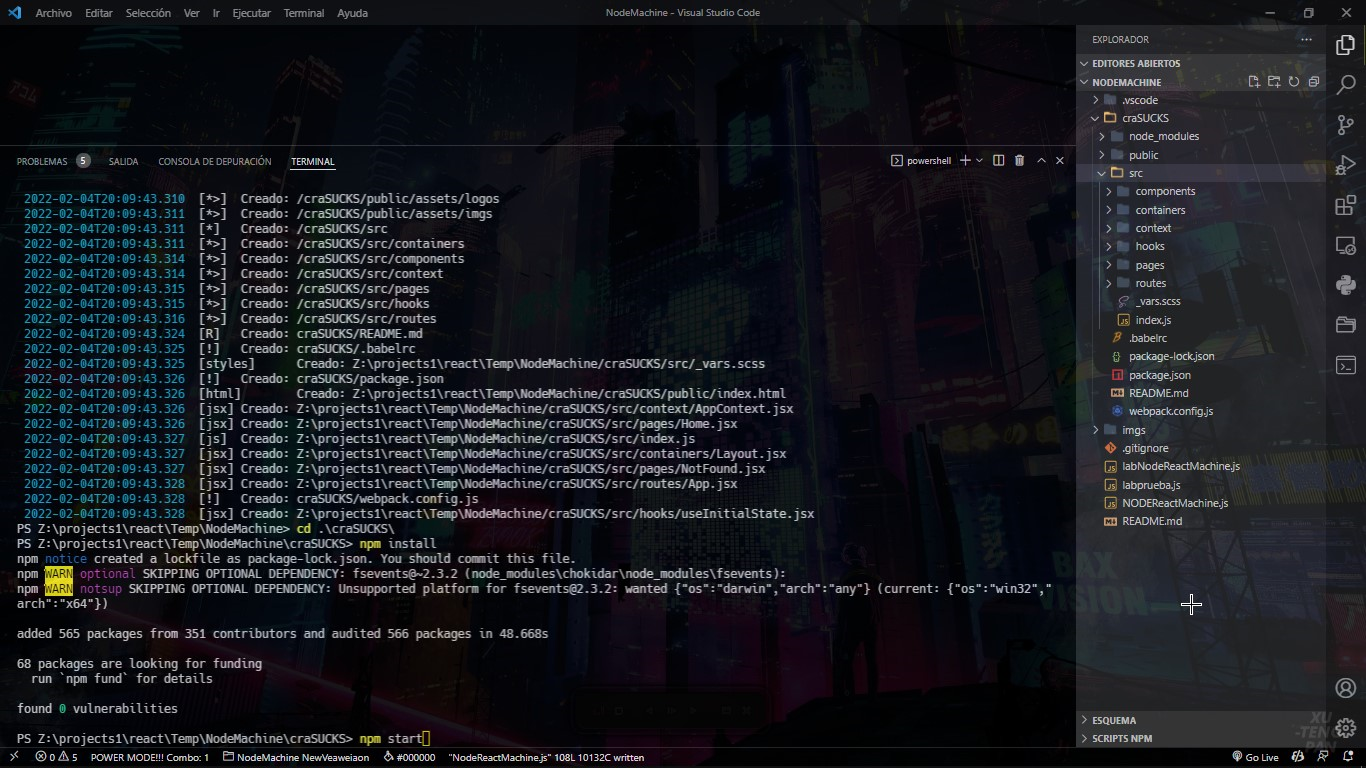 Archivo Editar Selección Ver Ir Ejecutar Terminal Ayuda
NodeMachine - Visual Studio Code
PROBLEMAS 5 SALIDA CONSOLA DE DEPURACIÓN TERMINAL
powershell
2022-02-04T20:09:43.310 [*>] Creado: /craSUCKS/public/assets/logos
2022-02-04T20:09:43.311 [*>] Creado: /craSUCKS/public/assets/imgs
2022-02-04T20:09:43.311 [*] Creado: /craSUCKS/src
2022-02-04T20:09:43.311 [*>] Creado: /craSUCKS/src/containers
2022-02-04T20:09:43.314 [*>] Creado: /craSUCKS/src/components
2022-02-04T20:09:43.314 [*>] Creado: /craSUCKS/src/context
2022-02-04T20:09:43.315 [*>] Creado: /craSUCKS/src/pages
2022-02-04T20:09:43.315 [*>] Creado: /craSUCKS/src/hooks
2022-02-04T20:09:43.316 [*>] Creado: /craSUCKS/src/routes
2022-02-04T20:09:43.324 [R] Creado: craSUCKS/README.md
2022-02-04T20:09:43.325 [!] Creado: craSUCKS/.babelrc
2022-02-04T20:09:43.325 [styles] Creado: Z:\projects1\react\Temp\NodeMachine/craSUCKS/src/_vars.scss
2022-02-04T20:09:43.326 [!] Creado: craSUCKS/package.json
2022-02-04T20:09:43.326 [html] Creado: Z:\projects1\react\Temp\NodeMachine/craSUCKS/public/index.html
2022-02-04T20:09:43.326 [jsx] Creado: Z:\projects1\react\Temp\NodeMachine/craSUCKS/src/context/AppContext.jsx
2022-02-04T20:09:43.326 [jsx] Creado: Z:\projects1\react\Temp\NodeMachine/craSUCKS/src/pages/Home.jsx
2022-02-04T20:09:43.327 [js] Creado: Z:\projects1\react\Temp\NodeMachine/craSUCKS/src/index.js
2022-02-04T20:09:43.327 [jsx] Creado: Z:\projects1\react\Temp\NodeMachine/craSUCKS/src/containers/Layout.jsx
2022-02-04T20:09:43.327 [jsx] Creado: Z:\projects1\react\Temp\NodeMachine/craSUCKS/src/pages/NotFound.jsx
2022-02-04T20:09:43.328 [jsx] Creado: Z:\projects1\react\Temp\NodeMachine/craSUCKS/src/routes/App.jsx
2022-02-04T20:09:43.328 [!] Creado: craSUCKS/webpack.config.js
2022-02-04T20:09:43.328 [jsx] Creado: Z:\projects1\react\Temp\NodeMachine/craSUCKS/src/hooks/useInitialState.jsx
PS Z:\projects1\react\Temp\NodeMachine> cd .\craSUCKS\
PS Z:\projects1\react\Temp\NodeMachine\craSUCKS> npm install
npm notice created a lockfile as package-lock.json. You should commit this file.
npm WARN optional SKIPPING OPTIONAL DEPENDENCY: fsevents@~2.3.2 (node_modules\chokidar\node_modules\fsevents):
npm WARN notsup SKIPPING OPTIONAL DEPENDENCY: Unsupported platform for fsevents@2.3.2: wanted {"os":"darwin","arch":"any"} (current: {"os":"win32","
arch":"x64"})
added 565 packages from 351 contributors and audited 566 packages in 48.668s
68 packages are looking for funding
run `npm fund` for details
found 0 vulnerabilities
PS Z:\projects1\react\Temp\NodeMachine\craSUCKS> npm start
EXPLORADOR
EDITORES ABIERTOS
NODEMACHINE
.vscode
craSUCKS
node_modules
public
src
components
containers
context
hooks
pages
routes
_vars.scss
index.js
.babelrc
package-lock.json
package.json
README.md
webpack.config.js
imgs
.gitignore
labNodeReactMachine.js
labprueba.js
NODEReactMachine.js
README.md
BAX
VISION
ESQUEMA
SCRIPTS NPM
XU
-TENG
PAN
0 5 POWER MODE!!! Combo: 1 NodeMachine NewVeaweiaon #000000 "NodeReactMachine.js" 108L 10132C written
Go Live